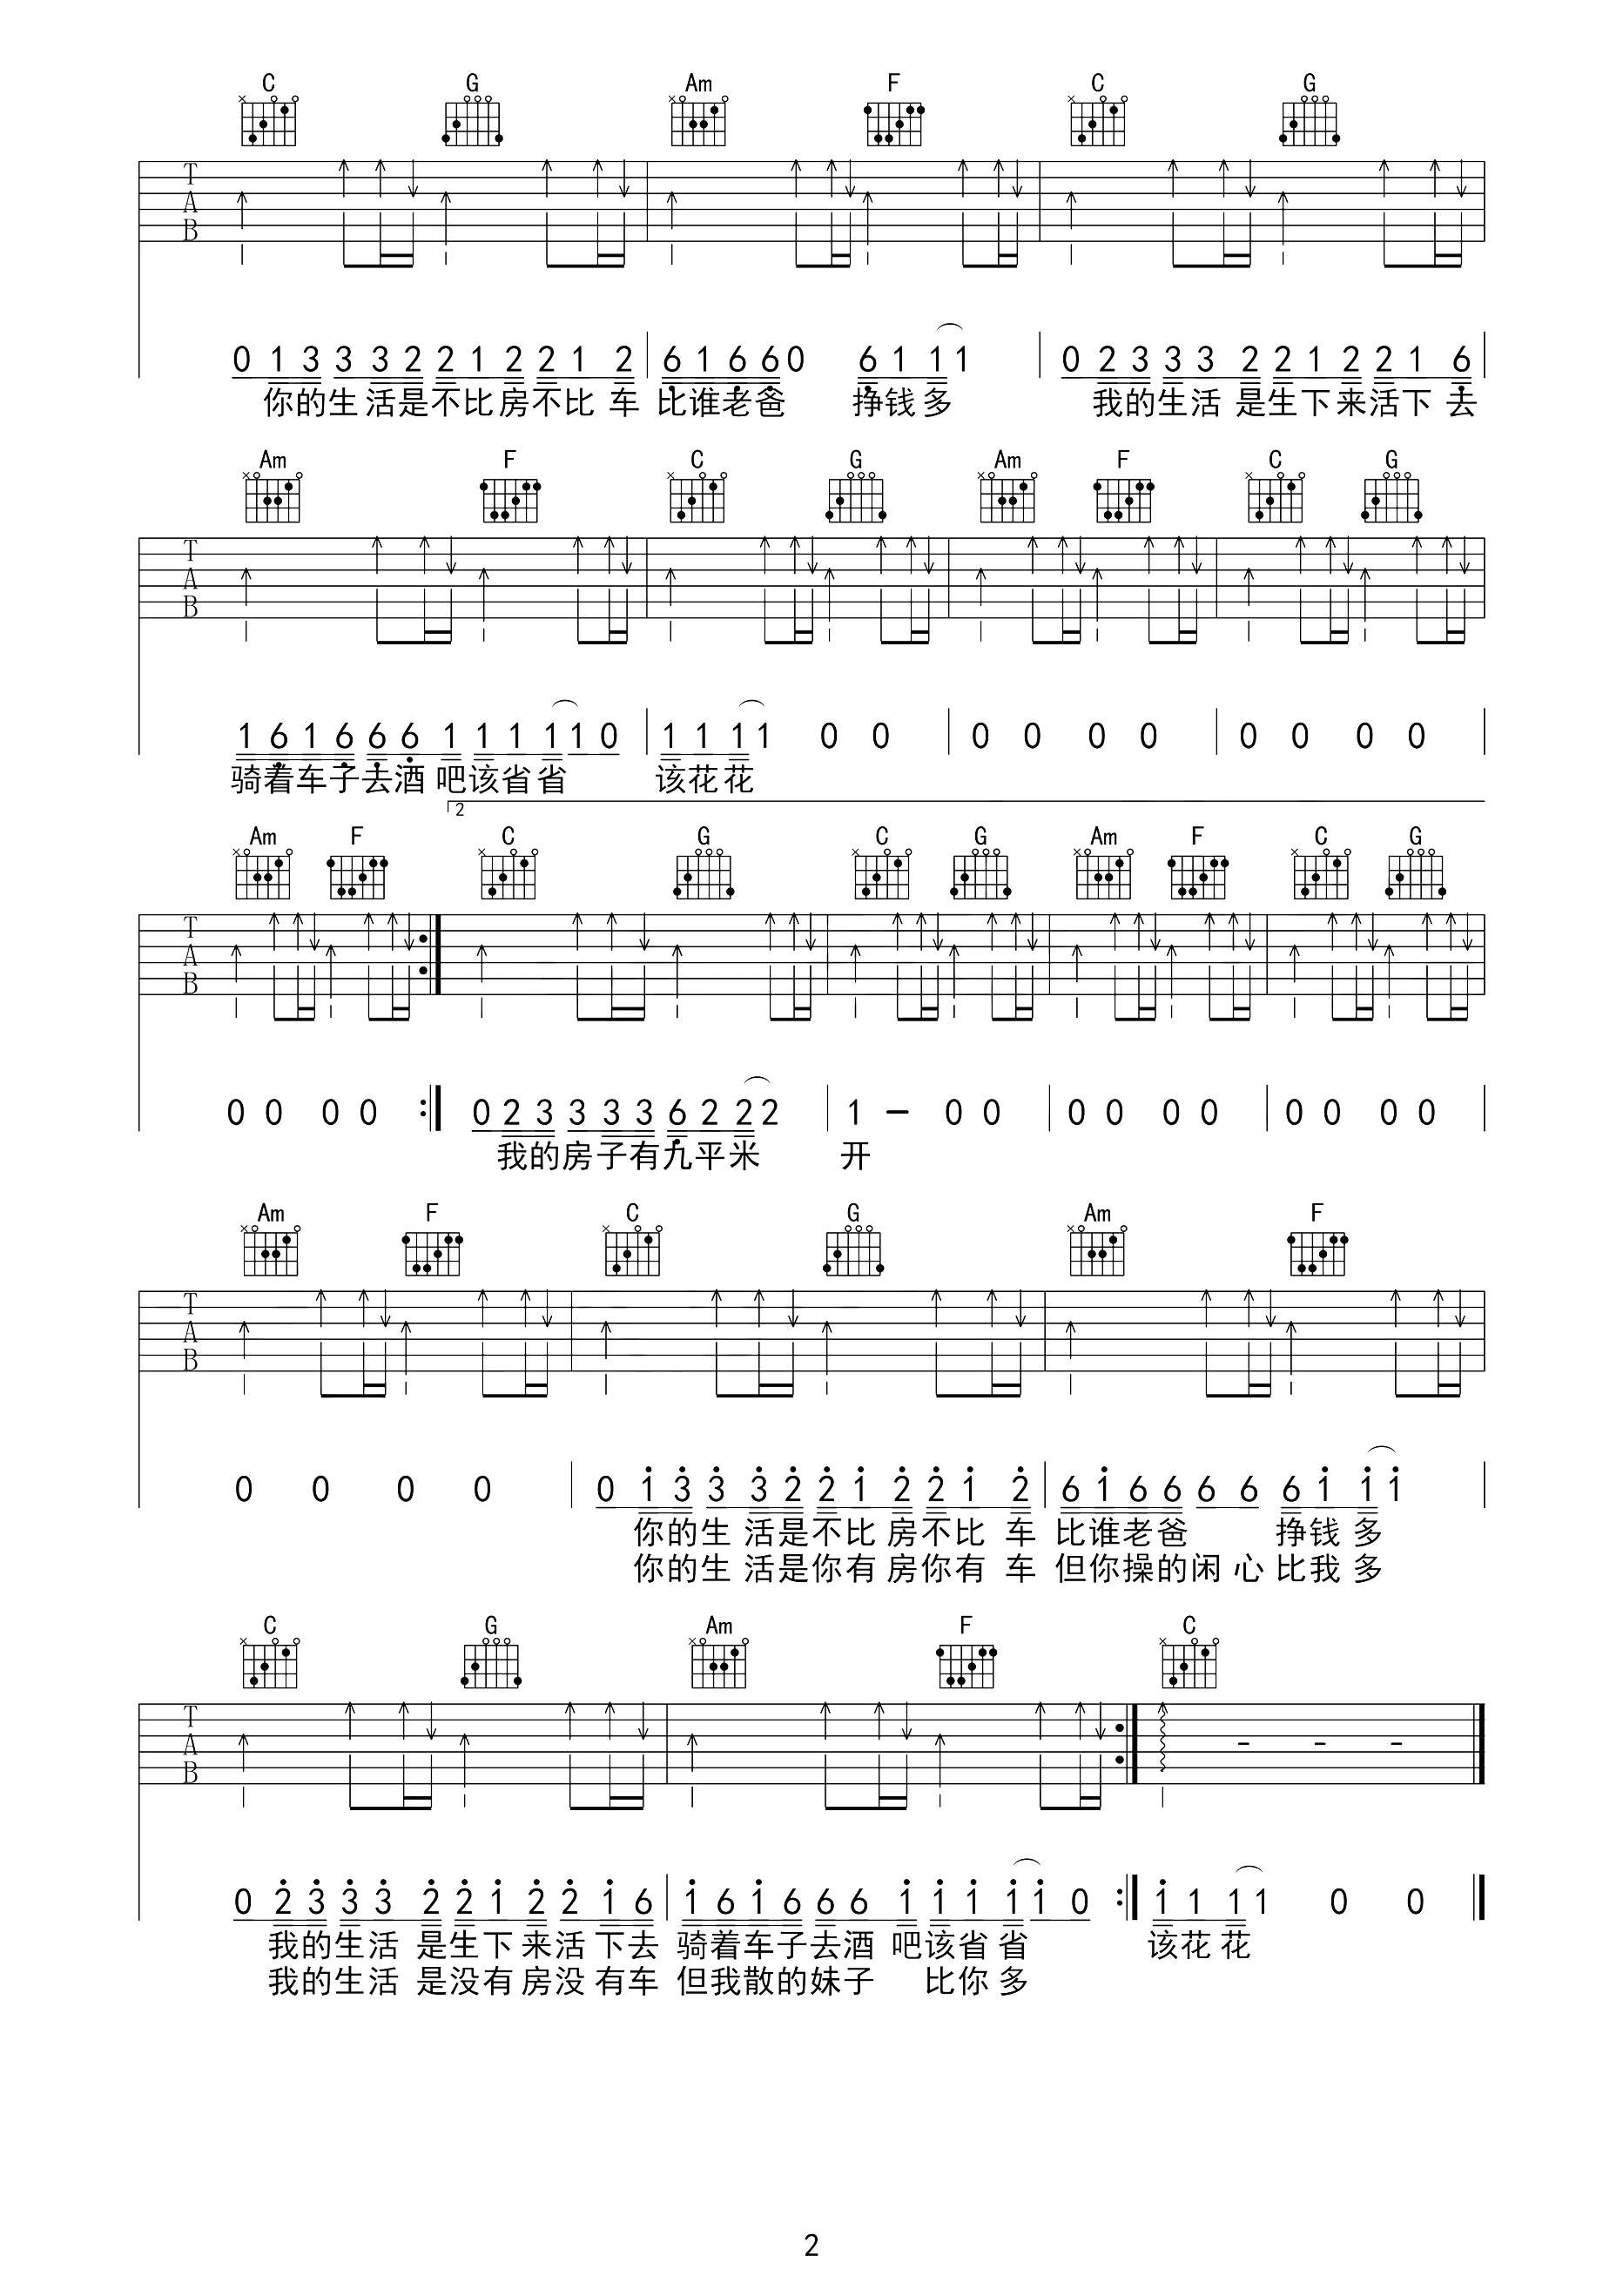 C G Am F C G
T A B
0 1 3 3 3 2 2 1 2 2 1 2 6 1 6 6 0 6 1 1 1 0 2 3 3 3 2 2 1 2 2 1 6
你的生活是不比房不比车 比谁老爸 挣钱多 我的生活是生下来活下去
Am F C G Am F C G
T A B
1 6 1 6 6 6 1 1 1 1 1 0 1 1 1 1 0 0 0 0 0 0 0 0 0 0
骑着车子去酒吧该省省 该花花
2
Am F C G C G Am F C G
T A B
0 0 0 0 0 2 3 3 3 3 6 2 2 2 1 – 0 0 0 0 0 0 0 0 0 0
我的房子有九平米 开
Am F C G Am F
T A B
0 0 0 0 0 1 3 3 3 2 2 1 2 2 1 2 6 1 6 6 6 6 6 1 1 1
你的生活是不比房不比车 比谁老爸 挣钱多
你的生活是你有房你有车 但你操的闲心比我多
C G Am F C
T A B
0 2 3 3 3 2 2 1 2 2 1 6 1 6 1 6 6 6 1 1 1 1 1 0 1 1 1 1 0 0
我的生活是生下来活下去 骑着车子去酒吧该省省 该花花
我的生活是没有房没有车 但我散的妹子 比你多
2